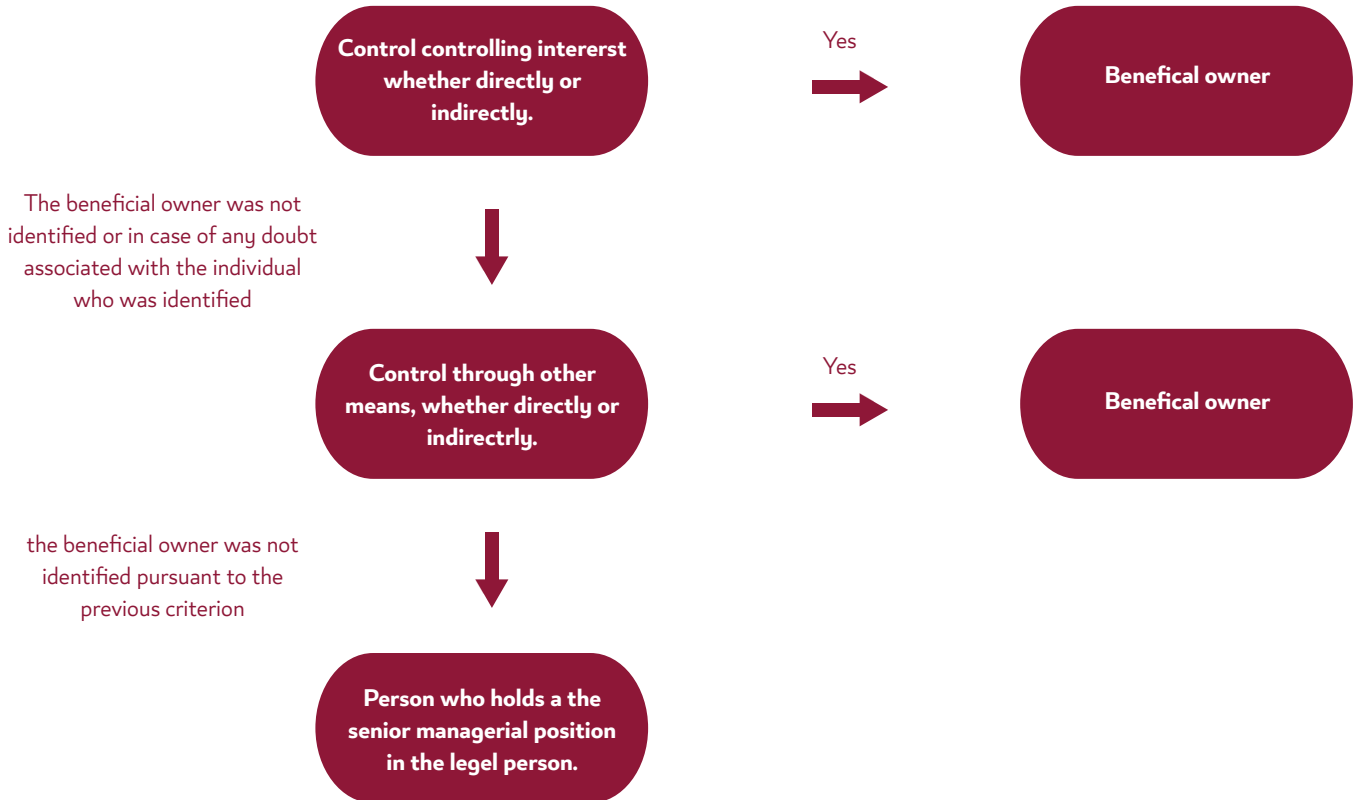 Control controlling intererst
whether directly or
indirectly.
Yes
Benefical owner
The beneficial owner was not
identified or in case of any doubt
associated with the individual
who was identified
Control through other
means, whether directly or
indirectrly.
Yes
Benefical owner
the beneficial owner was not
identified pursuant to the
previous criterion
Person who holds a the
senior managerial position
in the legel person.